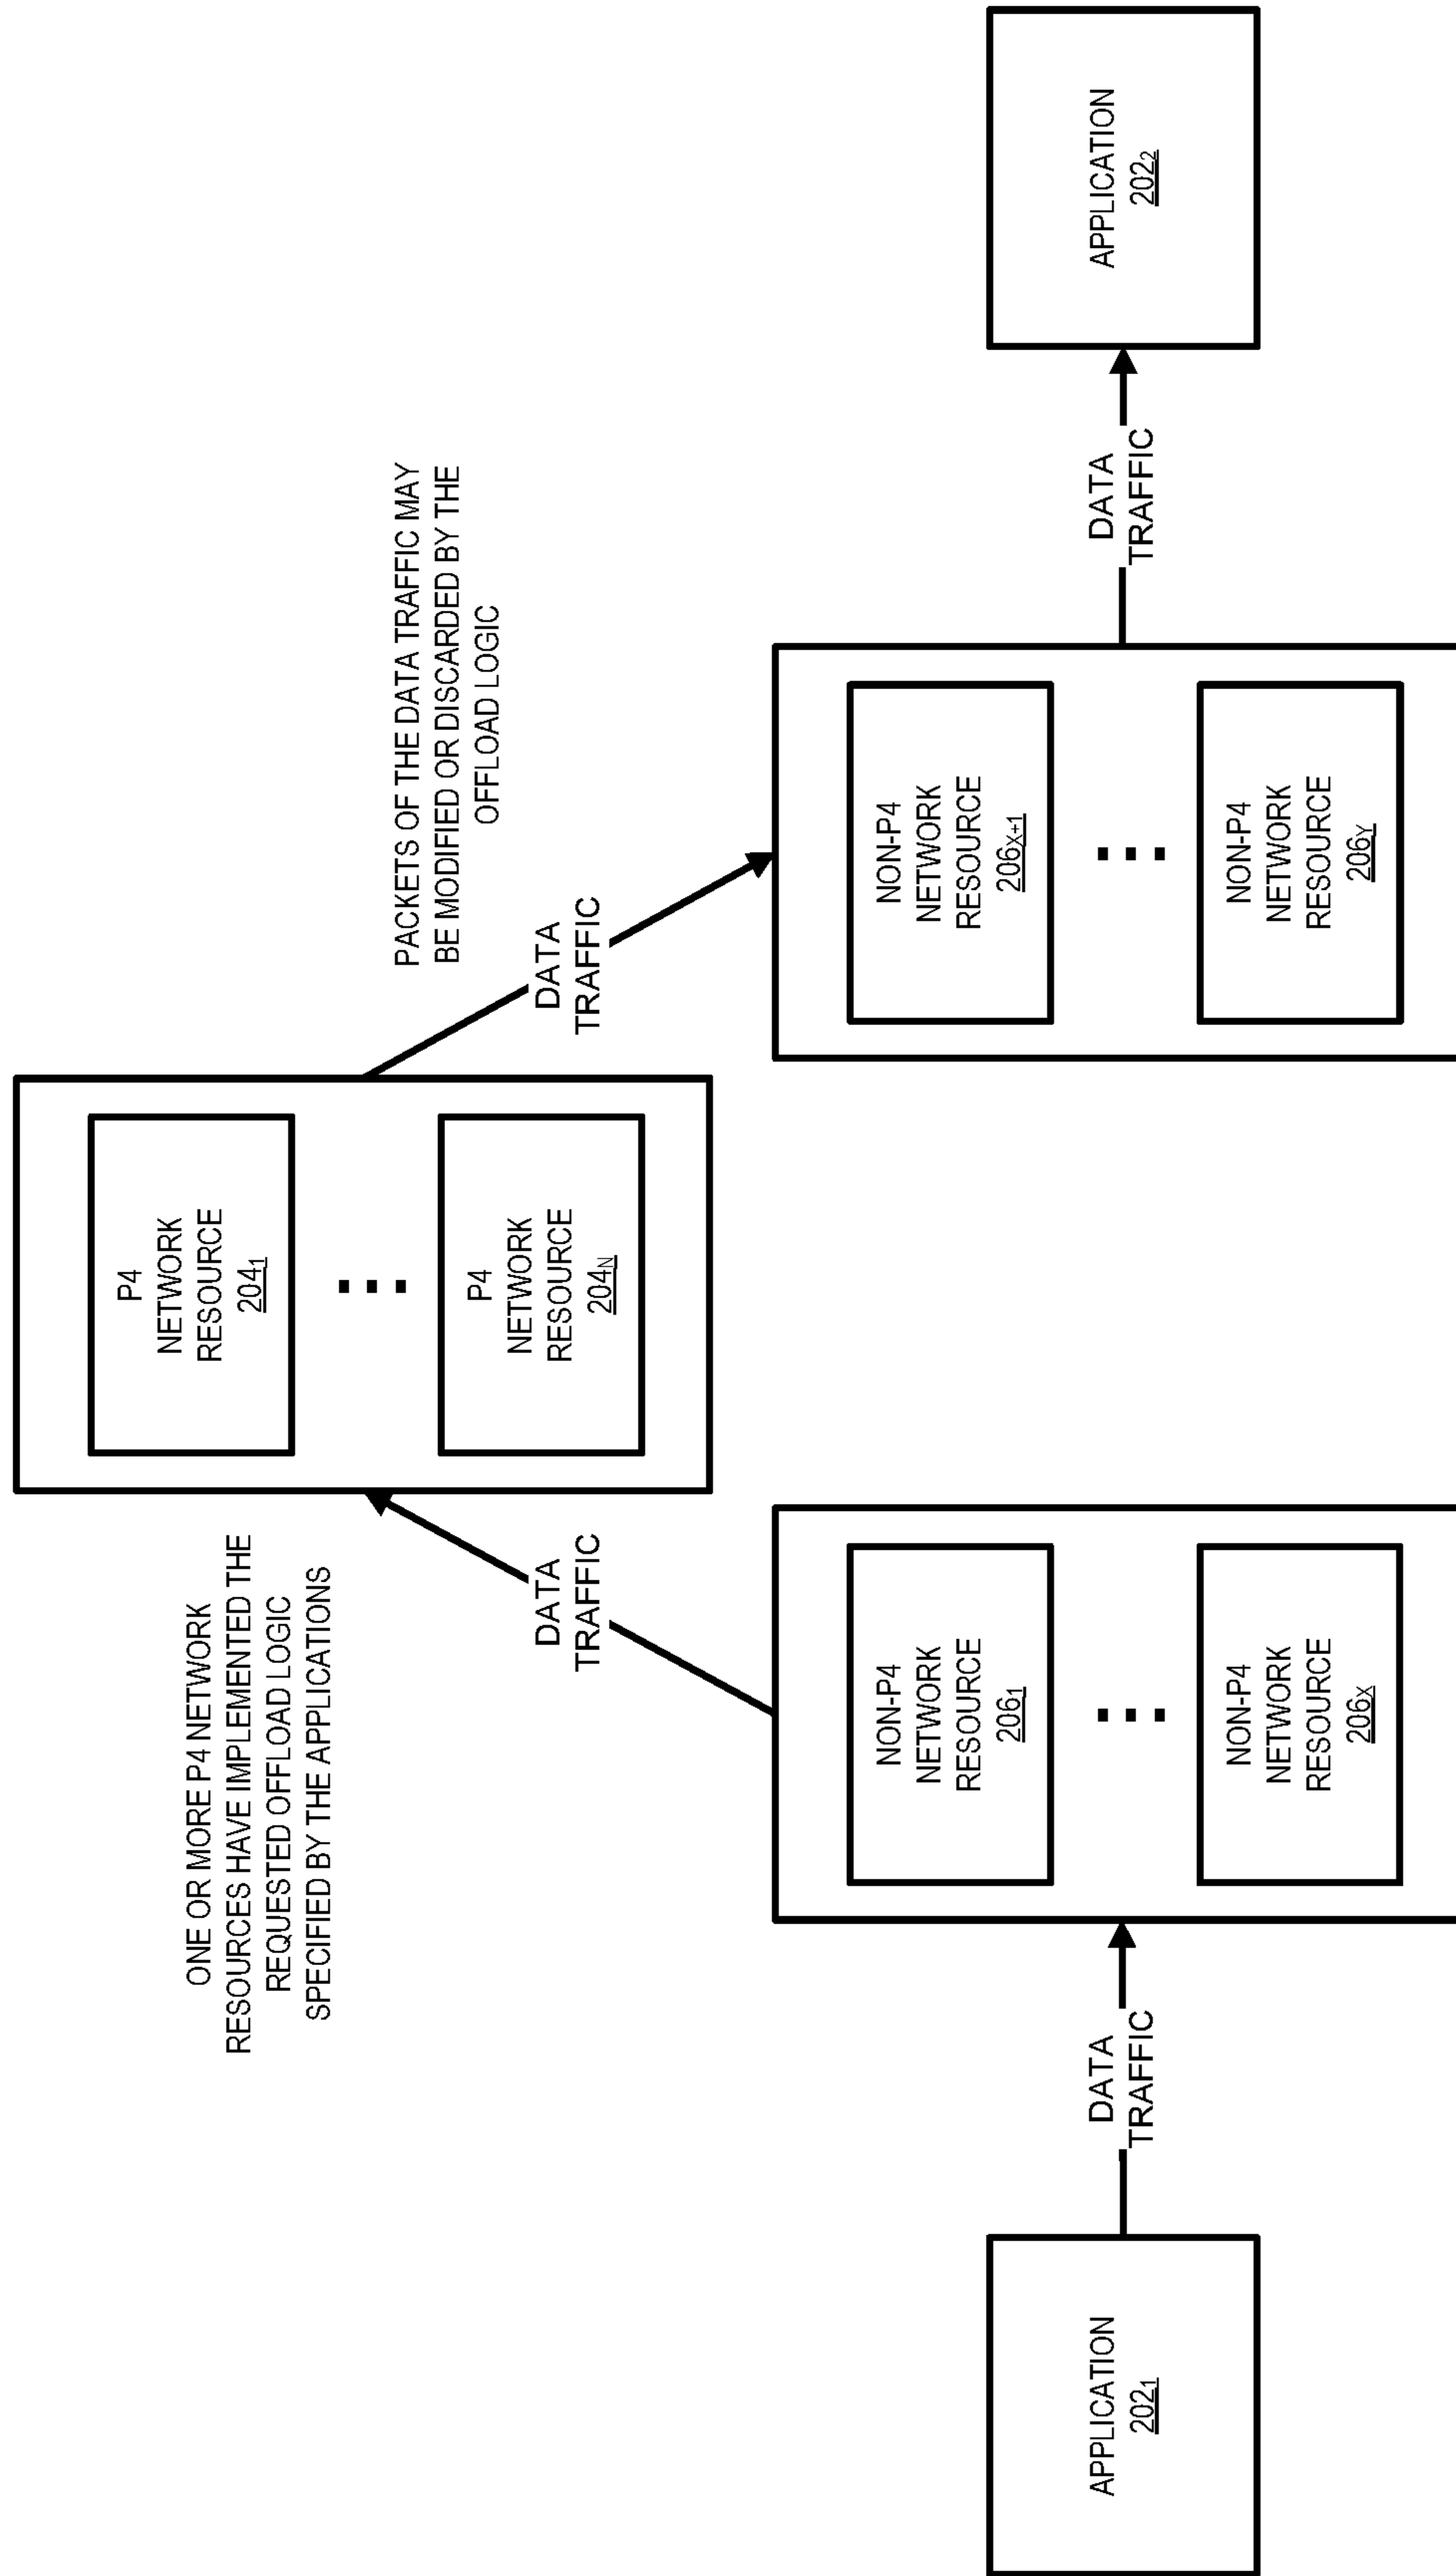 ONE OR MORE P4 NETWORK
RESOURCES HAVE IMPLEMENTED THE
REQUESTED OFFLOAD LOGIC
SPECIFIED BY THE APPLICATIONS
P4
NETWORK
RESOURCE
204₁
P4
NETWORK
RESOURCE
204N
PACKETS OF THE DATA TRAFFIC MAY
BE MODIFIED OR DISCARDED BY THE
OFFLOAD LOGIC
DATA
TRAFFIC
DATA
TRAFFIC
APPLICATION
202₁
DATA
TRAFFIC
NON-P4
NETWORK
RESOURCE
206₁
NON-P4
NETWORK
RESOURCE
206X
NON-P4
NETWORK
RESOURCE
206X+1
NON-P4
NETWORK
RESOURCE
206Y
DATA
TRAFFIC
APPLICATION
202₂